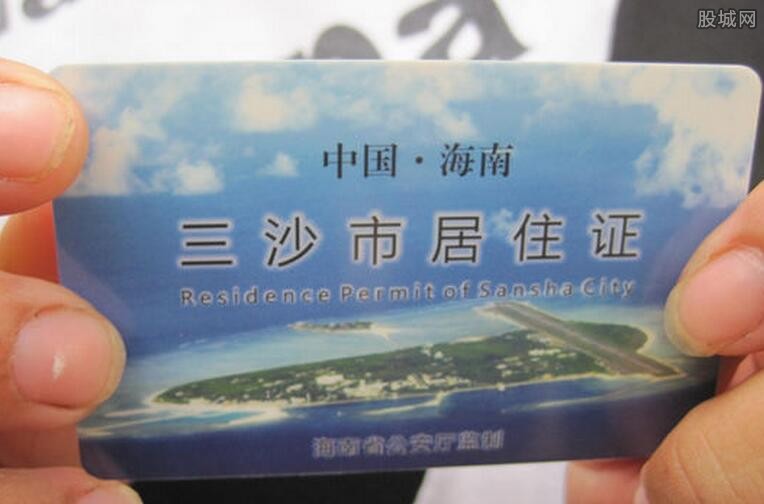 股城网
中国·海南
三沙市居住证
Residence Permit of Sansha City
海南省公安厅监制